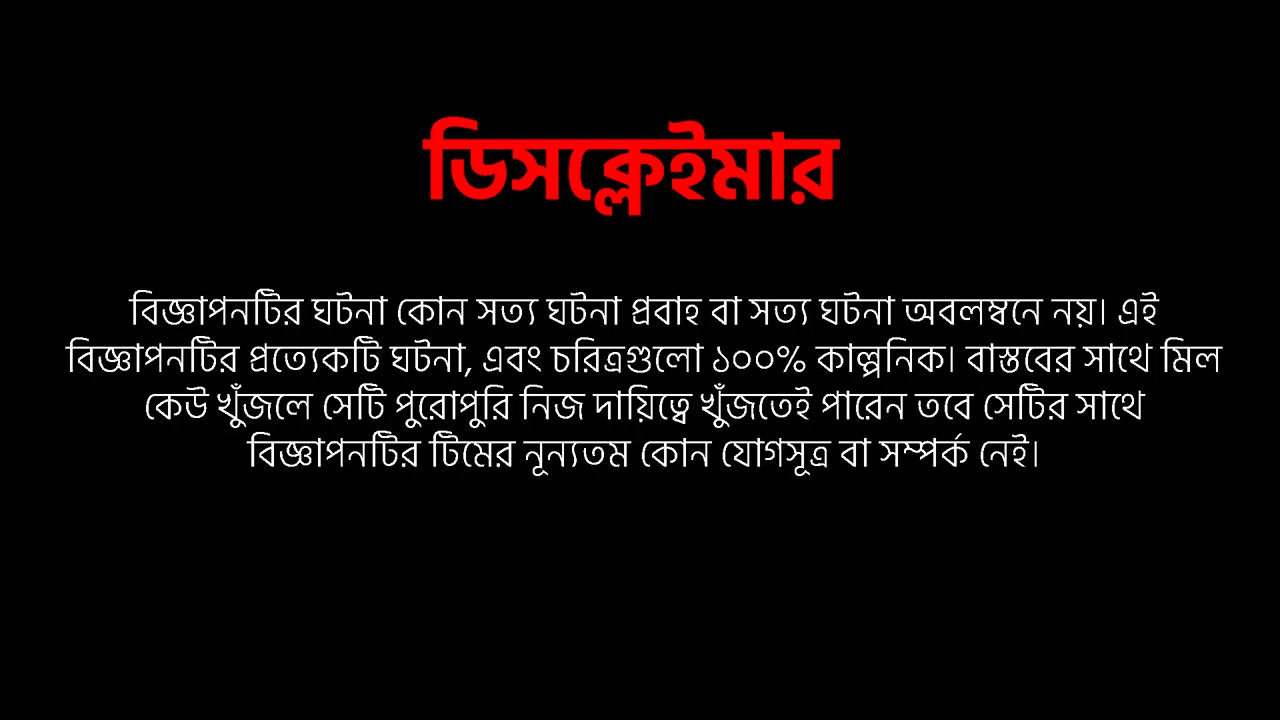 ডিসক্লেইমার
বিজ্ঞাপনটির ঘটনা কোন সত্য ঘটনা প্রবাহ বা সত্য ঘটনা অবলম্বনে নয়। এই
বিজ্ঞাপনটির প্রত্যেকটি ঘটনা, এবং চরিত্রগুলো ১০০% কাল্পনিক। বাস্তবের সাথে মিল
কেউ খুঁজলে সেটি পুরোপুরি নিজ দায়িত্বে খুঁজতেই পারেন তবে সেটির সাথে
বিজ্ঞাপনটির টিমের নূন্যতম কোন যোগসূত্র বা সম্পর্ক নেই।